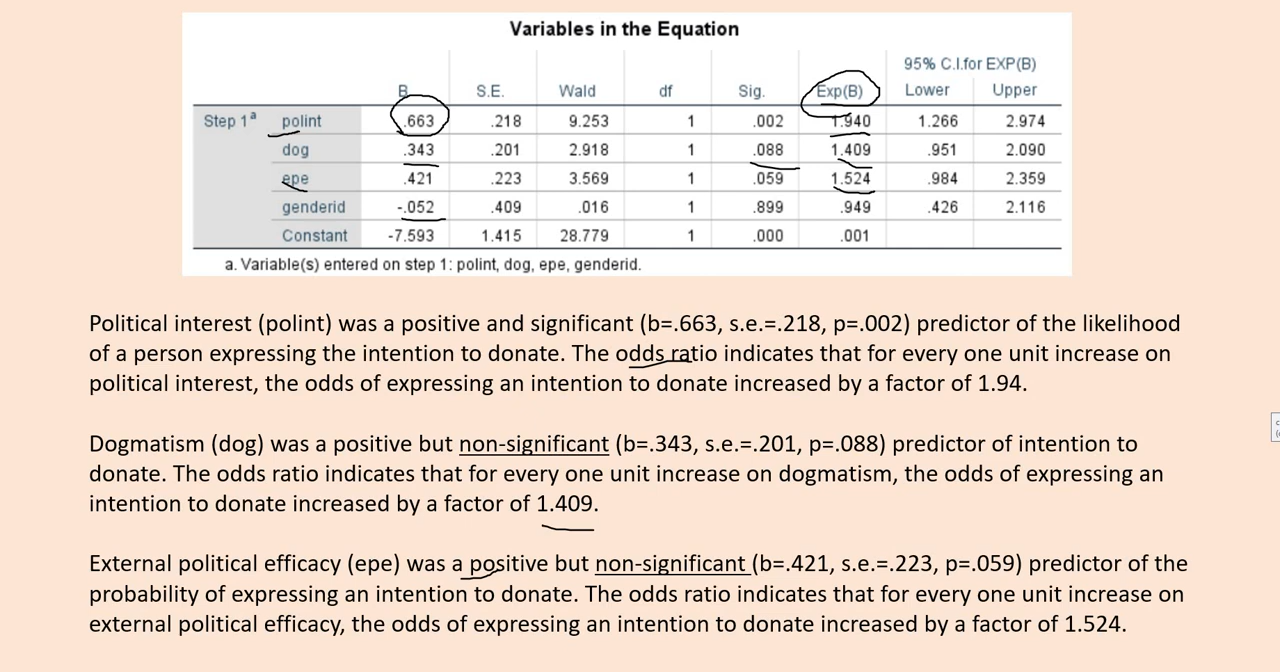 Variables in the Equation
95% C.I.for EXP(B)
B S.E. Wald df Sig. Exp(B) Lower Upper
Step 1a polint .663 .218 9.253 1 .002 1.940 1.266 2.974
dog .343 .201 2.918 1 .088 1.409 .951 2.090
epe .421 .223 3.569 1 .059 1.524 .984 2.359
genderid -.052 .409 .016 1 .899 .949 .426 2.116
Constant -7.593 1.415 28.779 1 .000 .001
a. Variable(s) entered on step 1: polint, dog, epe, genderid.
Political interest (polint) was a positive and significant (b=.663, s.e.=.218, p=.002) predictor of the likelihood
of a person expressing the intention to donate. The odds ratio indicates that for every one unit increase on
political interest, the odds of expressing an intention to donate increased by a factor of 1.94.
Dogmatism (dog) was a positive but non-significant (b=.343, s.e.=.201, p=.088) predictor of intention to
donate. The odds ratio indicates that for every one unit increase on dogmatism, the odds of expressing an
intention to donate increased by a factor of 1.409.
External political efficacy (epe) was a positive but non-significant (b=.421, s.e.=.223, p=.059) predictor of the
probability of expressing an intention to donate. The odds ratio indicates that for every one unit increase on
external political efficacy, the odds of expressing an intention to donate increased by a factor of 1.524.